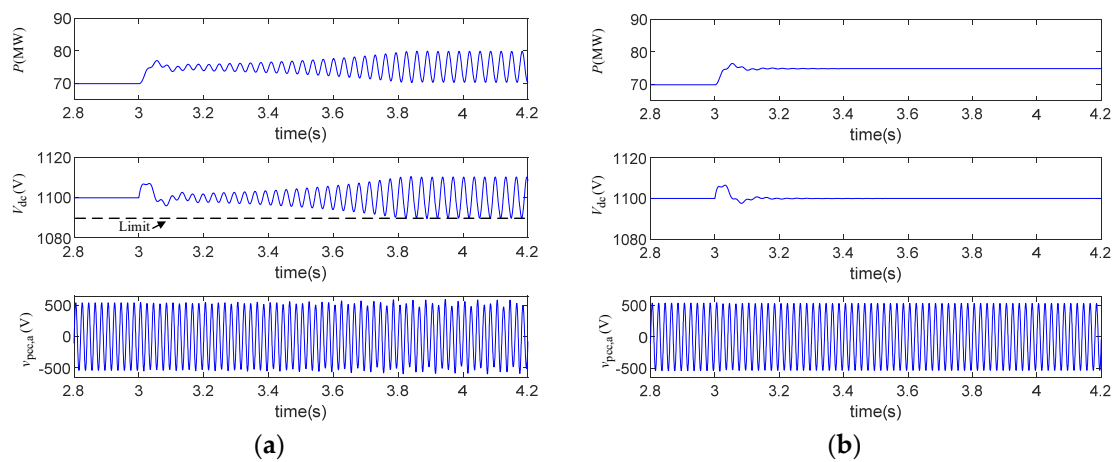 90
80
70
P(MW)
2.8 3 3.2 3.4 3.6 3.8 4 4.2
time(s)
1120
1100
1080
Vdc(V)
Limit
2.8 3 3.2 3.4 3.6 3.8 4 4.2
time(s)
500
0
-500
vpcc,a(V)
2.8 3 3.2 3.4 3.6 3.8 4 4.2
time(s)
(a)
90
80
70
P(MW)
2.8 3 3.2 3.4 3.6 3.8 4 4.2
time(s)
1120
1100
1080
Vdc(V)
2.8 3 3.2 3.4 3.6 3.8 4 4.2
time(s)
500
0
-500
vpcc,a(V)
2.8 3 3.2 3.4 3.6 3.8 4 4.2
time(s)
(b)